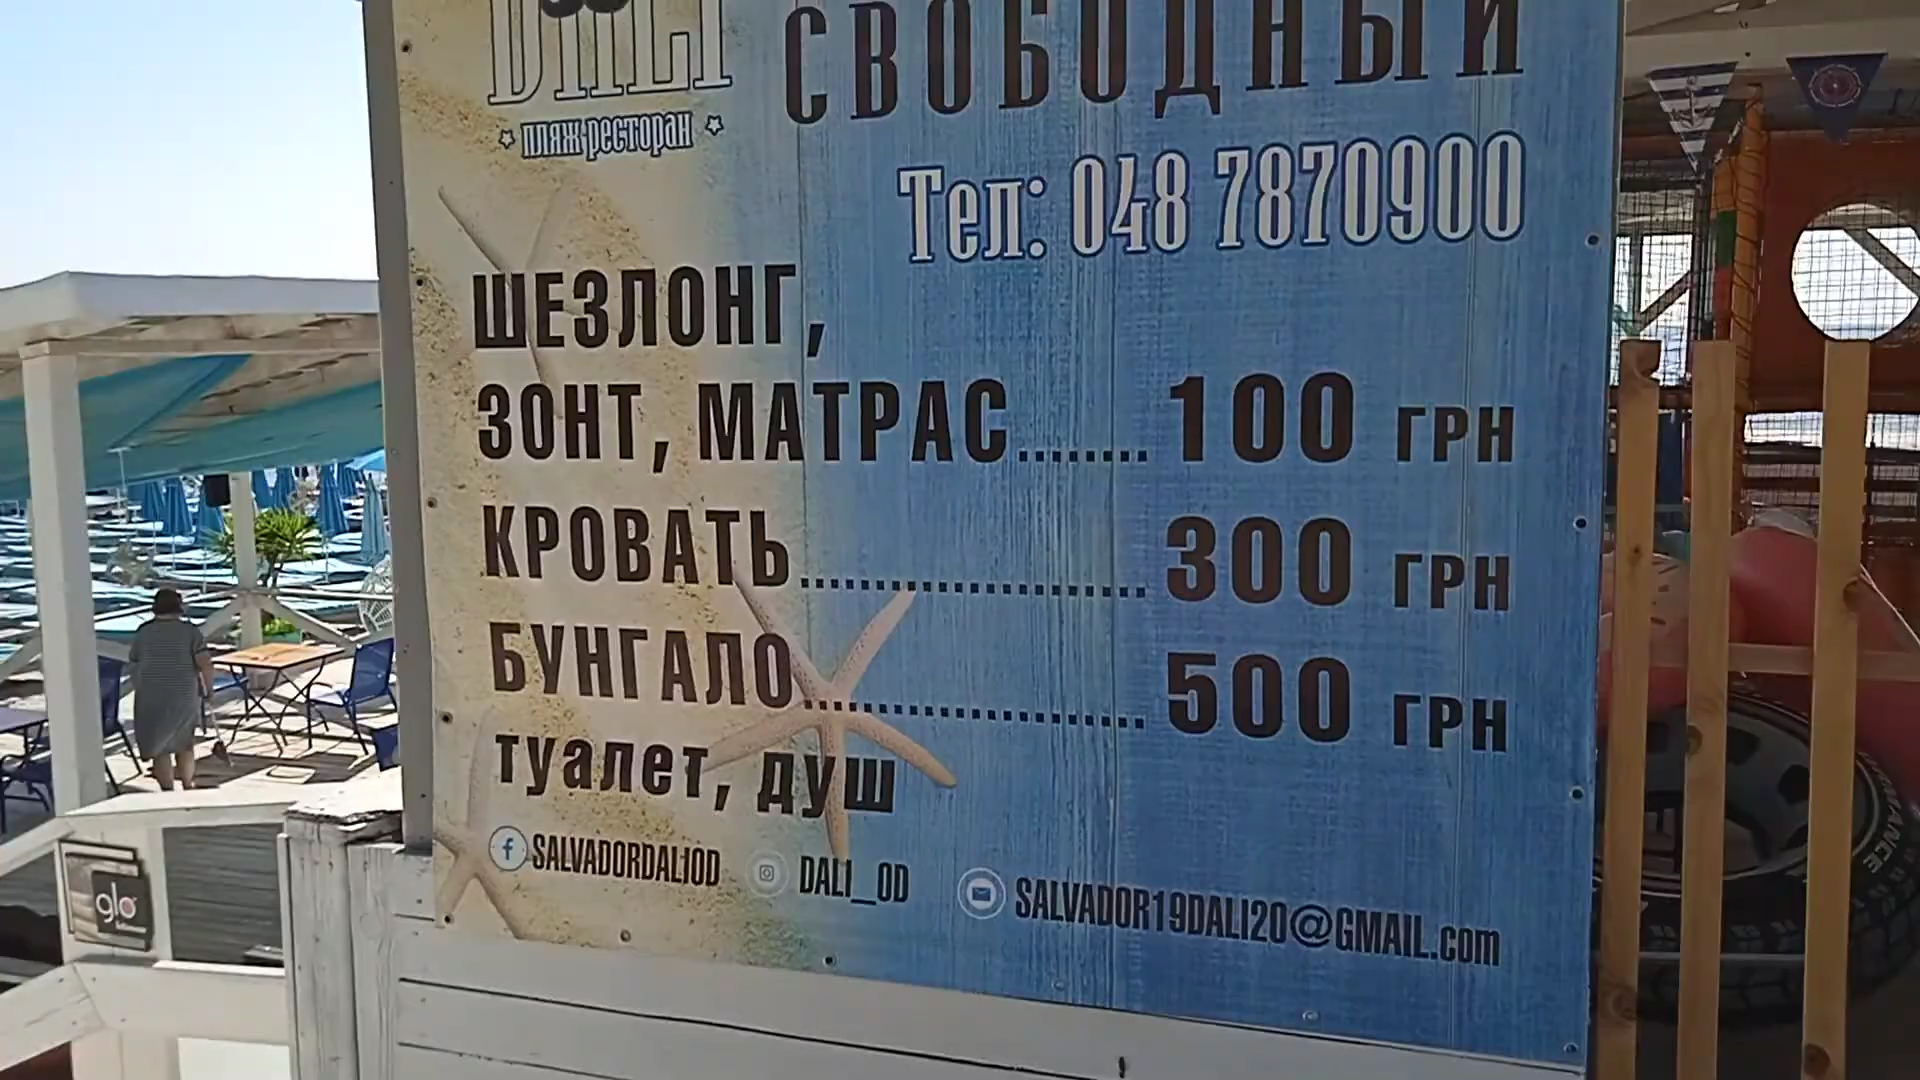 DALI
СВОБОДНЫЙ
пляж-ресторан
Тел: 048 7870900
ШЕЗЛОНГ,
ЗОНТ, МАТРАС........100 ГРН
КРОВАТЬ......................300 ГРН
БУНГАЛО......................500 ГРН
туалет, душ
SALVADORDALIOD DALI_OD SALVADOR19DALI20@GMAIL.com
glo